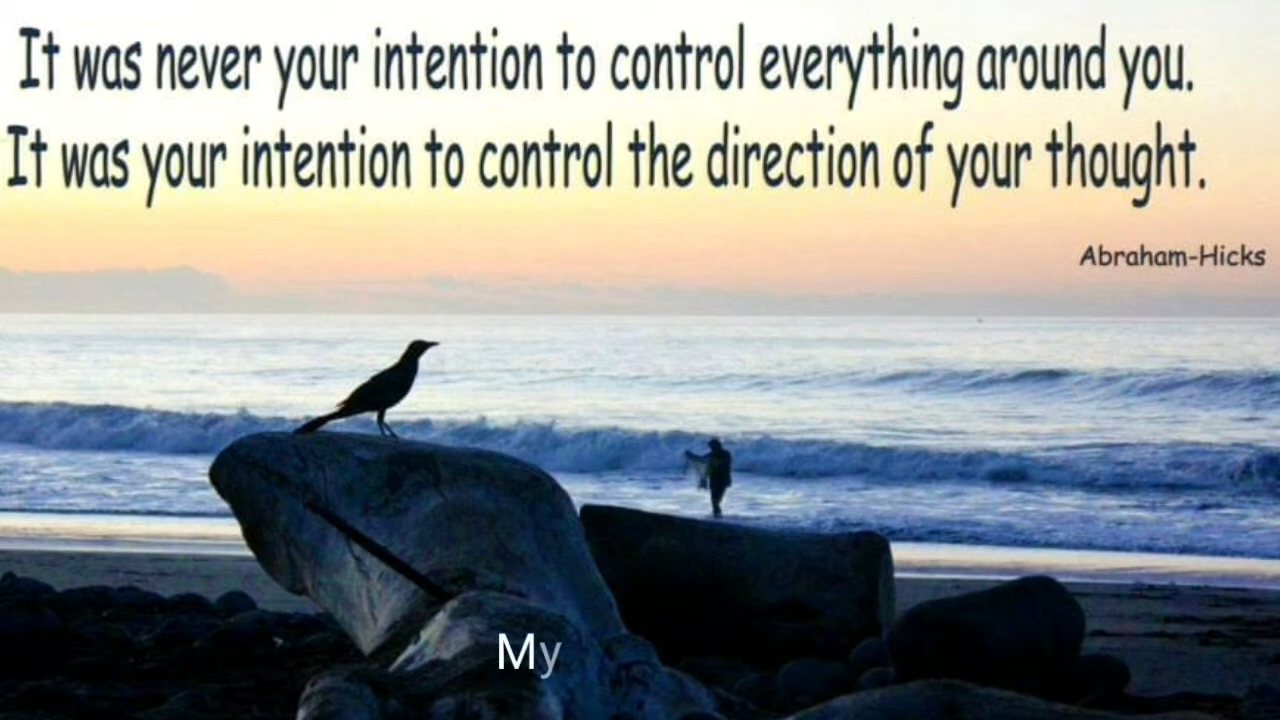 It was never your intention to control everything around you.
It was your intention to control the direction of your thought.
Abraham-Hicks
My